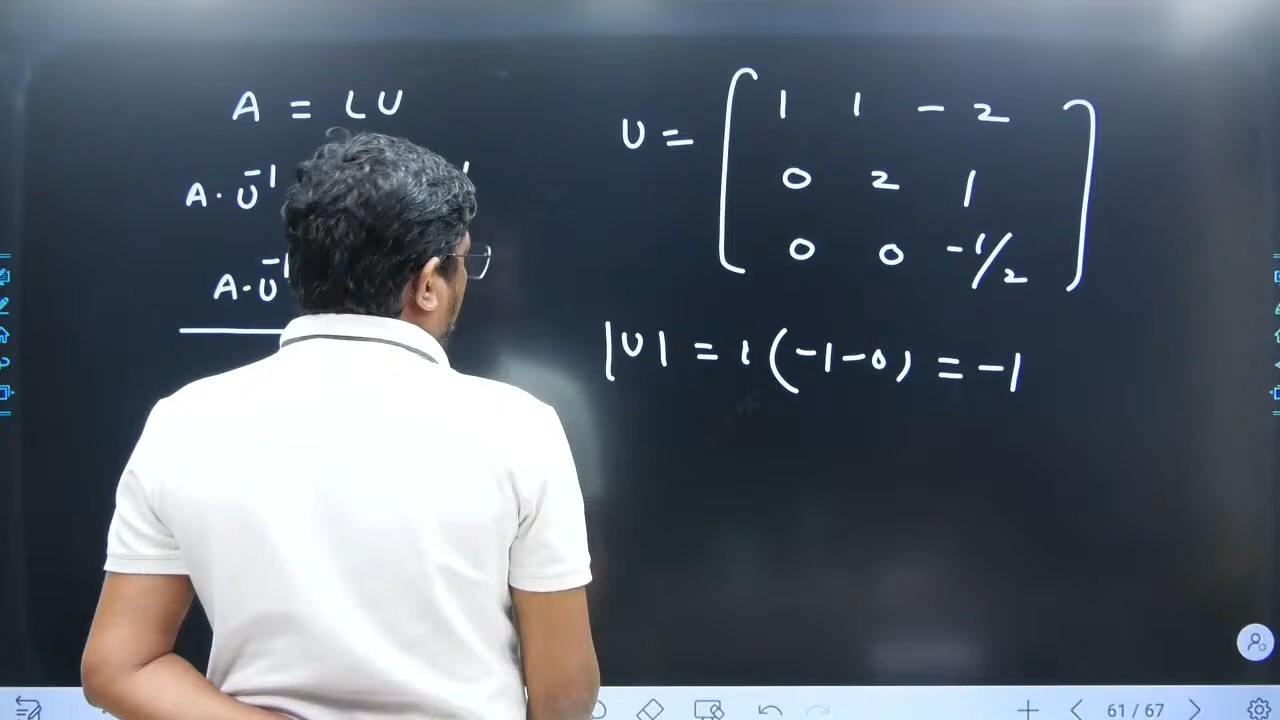 A = LU
A · U⁻¹
A · U⁻¹
U = [ 1 1 -2
0 2 1
0 0 -1/2 ]
|U| = 1 (-1-0) = -1
61 / 67